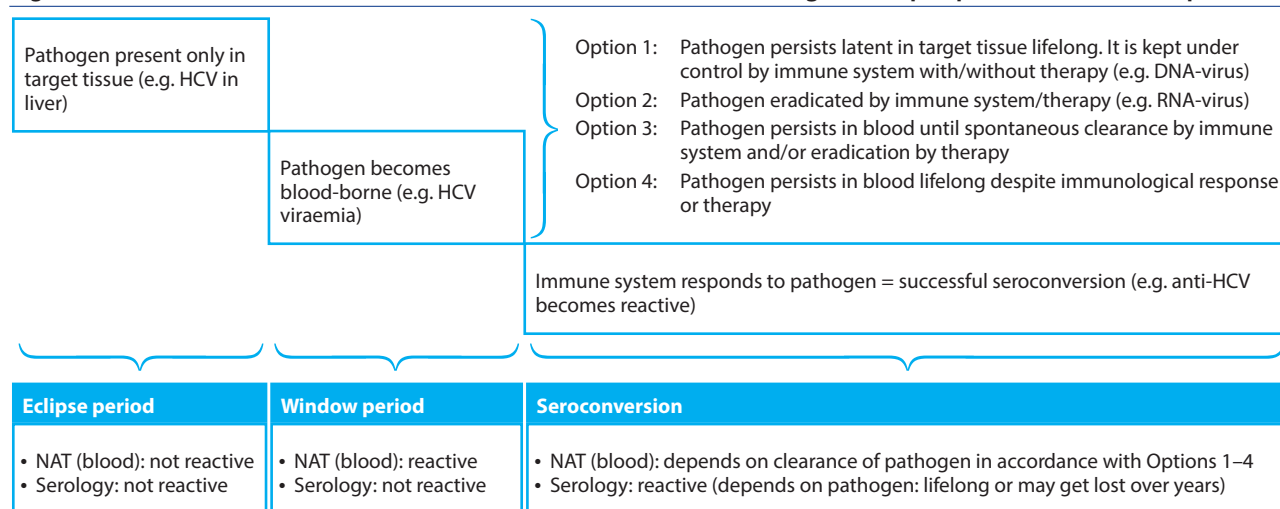 Pathogen present only in
target tissue (e.g. HCV in
liver)
Pathogen becomes
blood-borne (e.g. HCV
viraemia)
Option 1: Pathogen persists latent in target tissue lifelong. It is kept under
control by immune system with/without therapy (e.g. DNA-virus)
Option 2: Pathogen eradicated by immune system/therapy (e.g. RNA-virus)
Option 3: Pathogen persists in blood until spontaneous clearance by immune
system and/or eradication by therapy
Option 4: Pathogen persists in blood lifelong despite immunological response
or therapy
Immune system responds to pathogen = successful seroconversion (e.g. anti-HCV
becomes reactive)
Eclipse period
• NAT (blood): not reactive
• Serology: not reactive
Window period
• NAT (blood): reactive
• Serology: not reactive
Seroconversion
• NAT (blood): depends on clearance of pathogen in accordance with Options 1–4
• Serology: reactive (depends on pathogen: lifelong or may get lost over years)